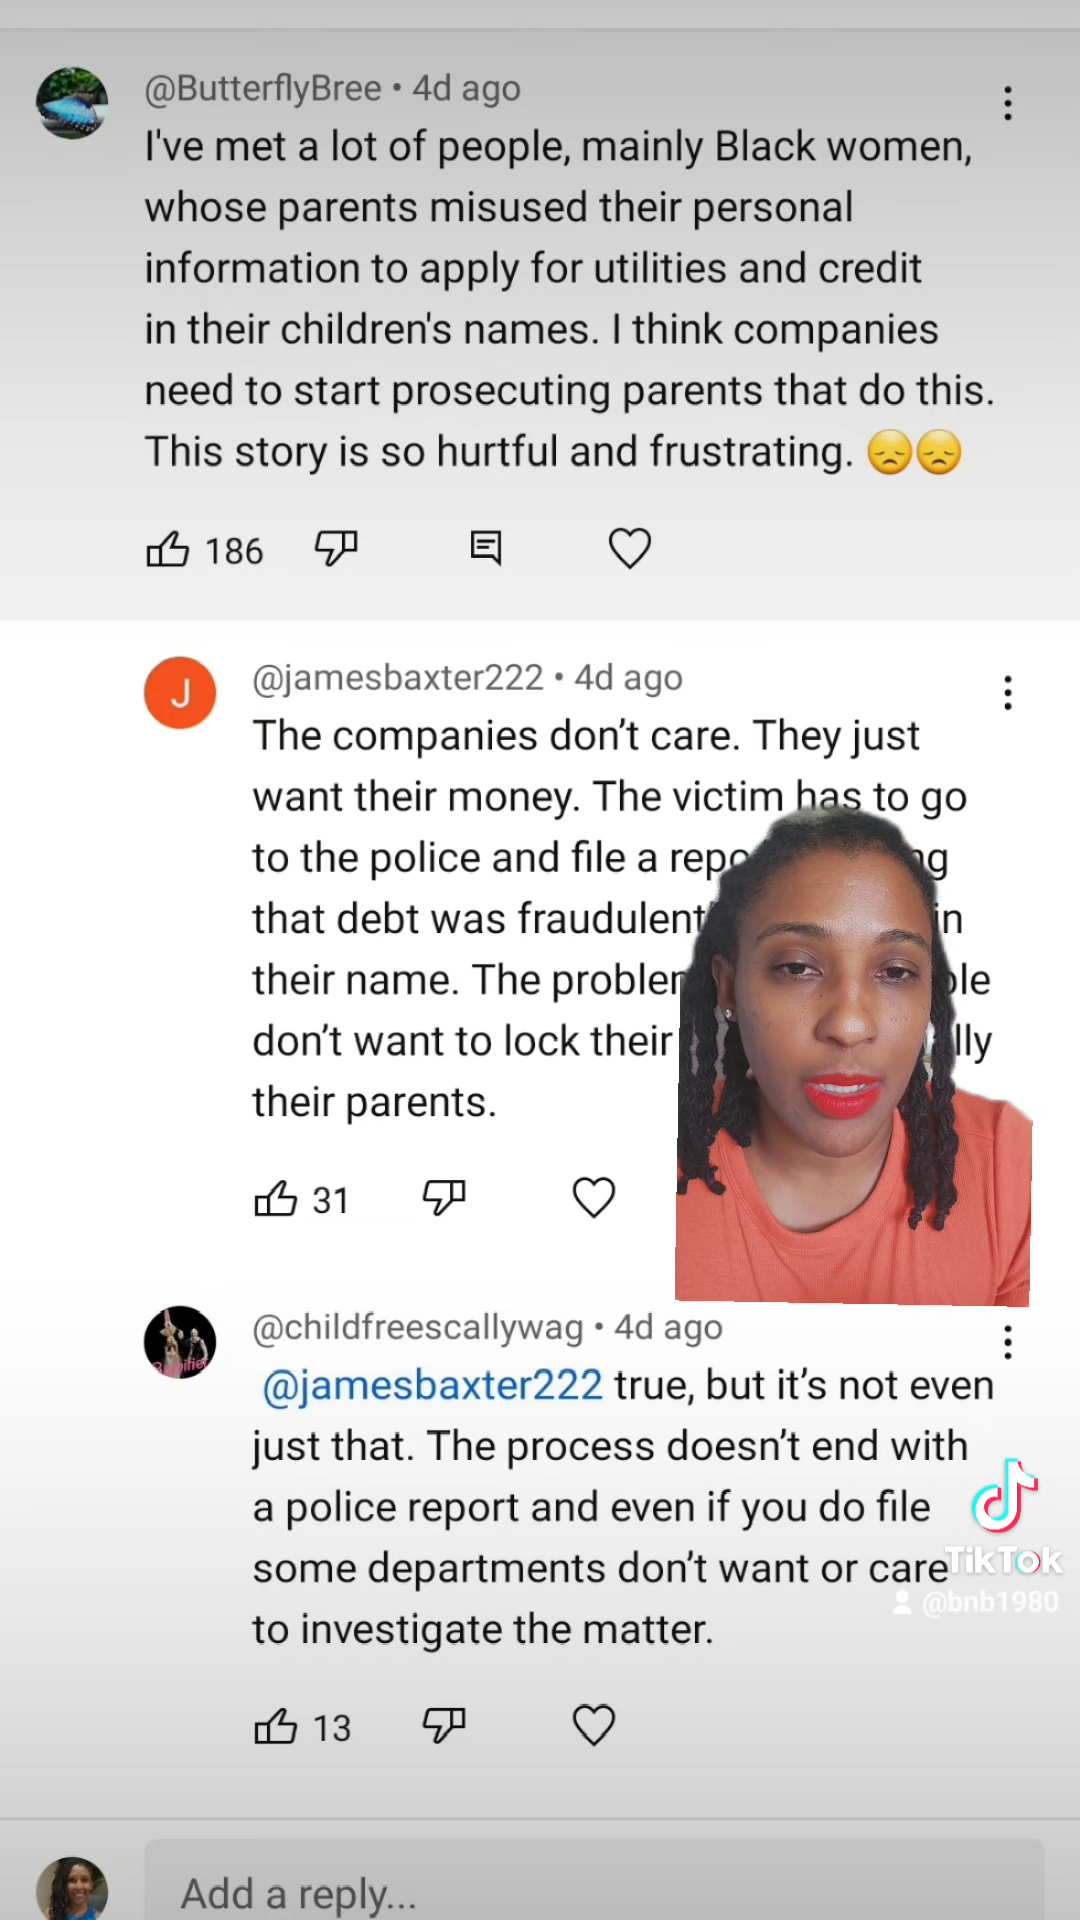 @ButterflyBree • 4d ago
I've met a lot of people, mainly Black women,
whose parents misused their personal
information to apply for utilities and credit
in their children's names. I think companies
need to start prosecuting parents that do this.
This story is so hurtful and frustrating. 😞😞
186
J
@jamesbaxter222 • 4d ago
The companies don’t care. They just
want their money. The victim has to go
to the police and file a
that debt was in
their name. The
don’t want to lock their
their parents.
31
@childfreescallywag • 4d ago
@jamesbaxter222 true, but it’s not even
just that. The process doesn’t end with
a police report and even if you do file
some departments don’t want or care
to investigate the matter.
TikTok
@bnb1980
13
Add a reply...